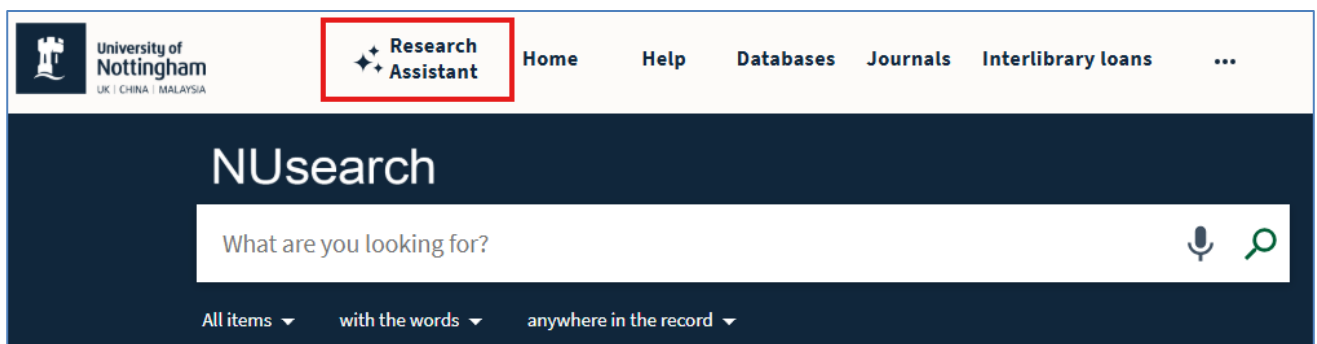 University of
Nottingham
UK | CHINA | MALAYSIA
Research
Assistant
Home
Help
Databases
Journals
Interlibrary loans
•••
NUsearch
What are you looking for?
All items
with the words
anywhere in the record